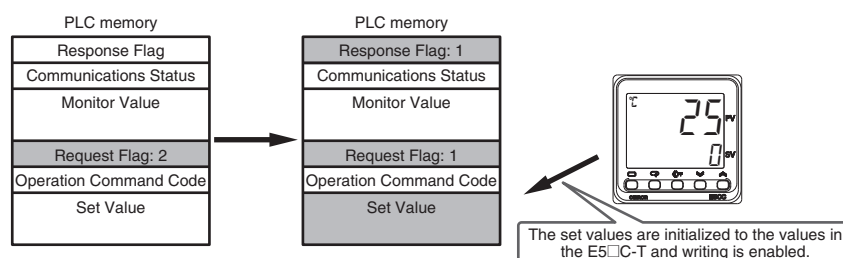 PLC memory
Response Flag
Communications Status
Monitor Value
Request Flag: 2
Operation Command Code
Set Value
PLC memory
Response Flag: 1
Communications Status
Monitor Value
Request Flag: 1
Operation Command Code
Set Value
℃
25
PV
0
SV
omron
E5CC
The set values are initialized to the values in
the E5□C-T and writing is enabled.